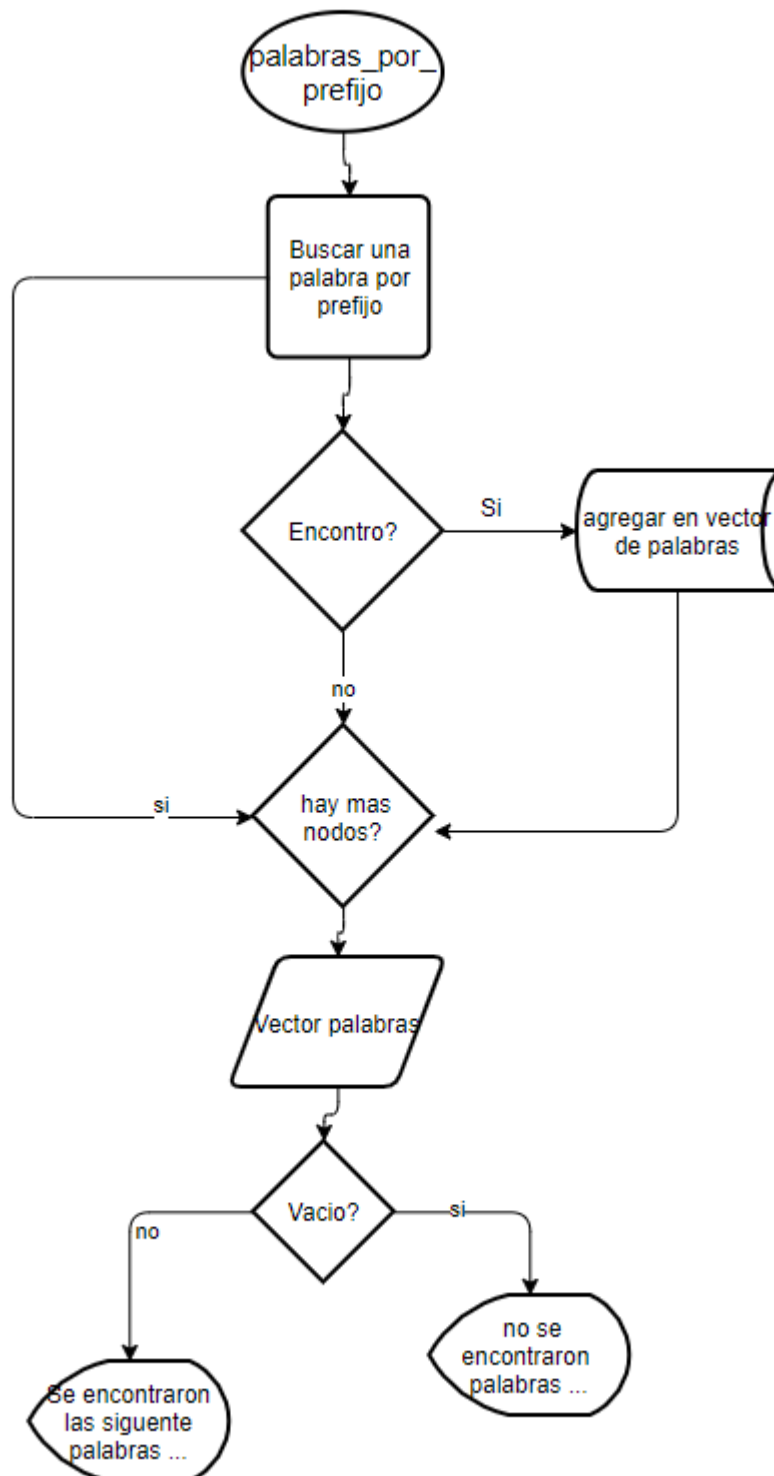 palabras_por_
prefijo
Buscar una
palabra por
prefijo
Encontro?
Si
agregar en vector
de palabras
no
si
hay mas
nodos?
Vector palabras
Vacio?
no
si
no se
encontraron
palabras ...
Se encontraron
las siguente
palabras ...